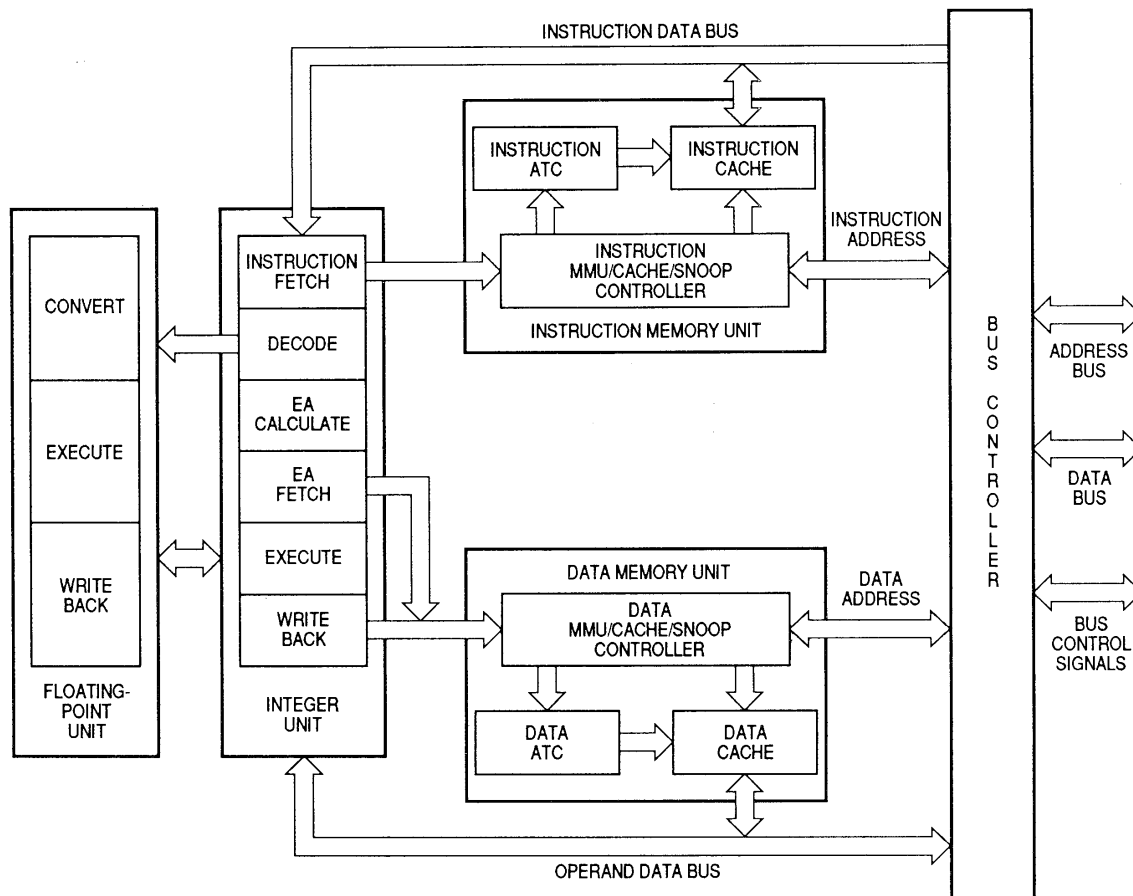 INSTRUCTION DATA BUS
INSTRUCTION
ATC
INSTRUCTION
CACHE
INSTRUCTION
MMU/CACHE/SNOOP
CONTROLLER
INSTRUCTION MEMORY UNIT
INSTRUCTION
ADDRESS
CONVERT
EXECUTE
WRITE
BACK
FLOATING-
POINT
UNIT
INSTRUCTION
FETCH
DECODE
EA
CALCULATE
EA
FETCH
EXECUTE
WRITE
BACK
INTEGER
UNIT
DATA MEMORY UNIT
DATA
MMU/CACHE/SNOOP
CONTROLLER
DATA
ATC
DATA
CACHE
DATA
ADDRESS
OPERAND DATA BUS
BUS CONTROLLER
ADDRESS
BUS
DATA
BUS
BUS
CONTROL
SIGNALS